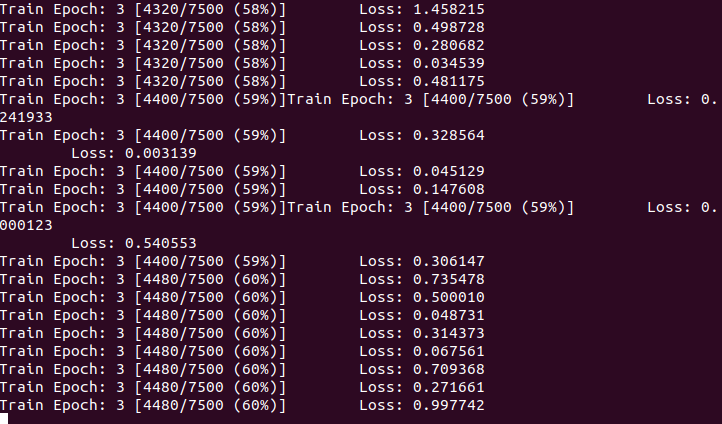 Train Epoch: 3 [4320/7500 (58%)]        Loss: 1.458215
Train Epoch: 3 [4320/7500 (58%)]        Loss: 0.498728
Train Epoch: 3 [4320/7500 (58%)]        Loss: 0.280682
Train Epoch: 3 [4320/7500 (58%)]        Loss: 0.034539
Train Epoch: 3 [4320/7500 (58%)]        Loss: 0.481175
Train Epoch: 3 [4400/7500 (59%)]Train Epoch: 3 [4400/7500 (59%)]        Loss: 0.
241933
Train Epoch: 3 [4400/7500 (59%)]        Loss: 0.328564
        Loss: 0.003139
Train Epoch: 3 [4400/7500 (59%)]        Loss: 0.045129
Train Epoch: 3 [4400/7500 (59%)]        Loss: 0.147608
Train Epoch: 3 [4400/7500 (59%)]Train Epoch: 3 [4400/7500 (59%)]        Loss: 0.
000123
        Loss: 0.540553
Train Epoch: 3 [4400/7500 (59%)]        Loss: 0.306147
Train Epoch: 3 [4480/7500 (60%)]        Loss: 0.735478
Train Epoch: 3 [4480/7500 (60%)]        Loss: 0.500010
Train Epoch: 3 [4480/7500 (60%)]        Loss: 0.048731
Train Epoch: 3 [4480/7500 (60%)]        Loss: 0.314373
Train Epoch: 3 [4480/7500 (60%)]        Loss: 0.067561
Train Epoch: 3 [4480/7500 (60%)]        Loss: 0.709368
Train Epoch: 3 [4480/7500 (60%)]        Loss: 0.271661
Train Epoch: 3 [4480/7500 (60%)]        Loss: 0.997742